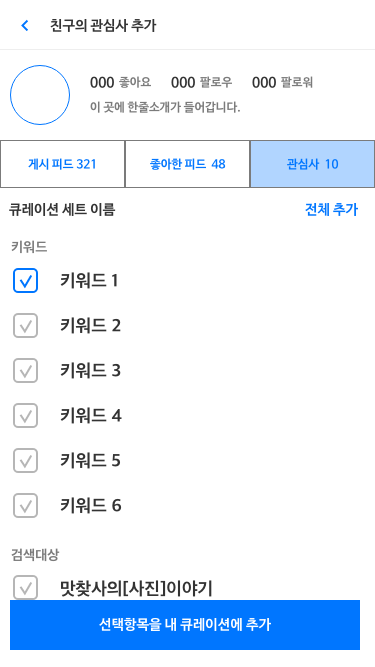 친구의 관심사 추가
000 좋아요 000 팔로우 000 팔로워
이 곳에 한줄소개가 들어갑니다.
게시 피드 321 좋아한 피드 48 관심사 10
큐레이션 세트 이름 전체 추가
키워드
키워드 1
키워드 2
키워드 3
키워드 4
키워드 5
키워드 6
검색대상
맛찾사의[사진]이야기
선택항목을 내 큐레이션에 추가